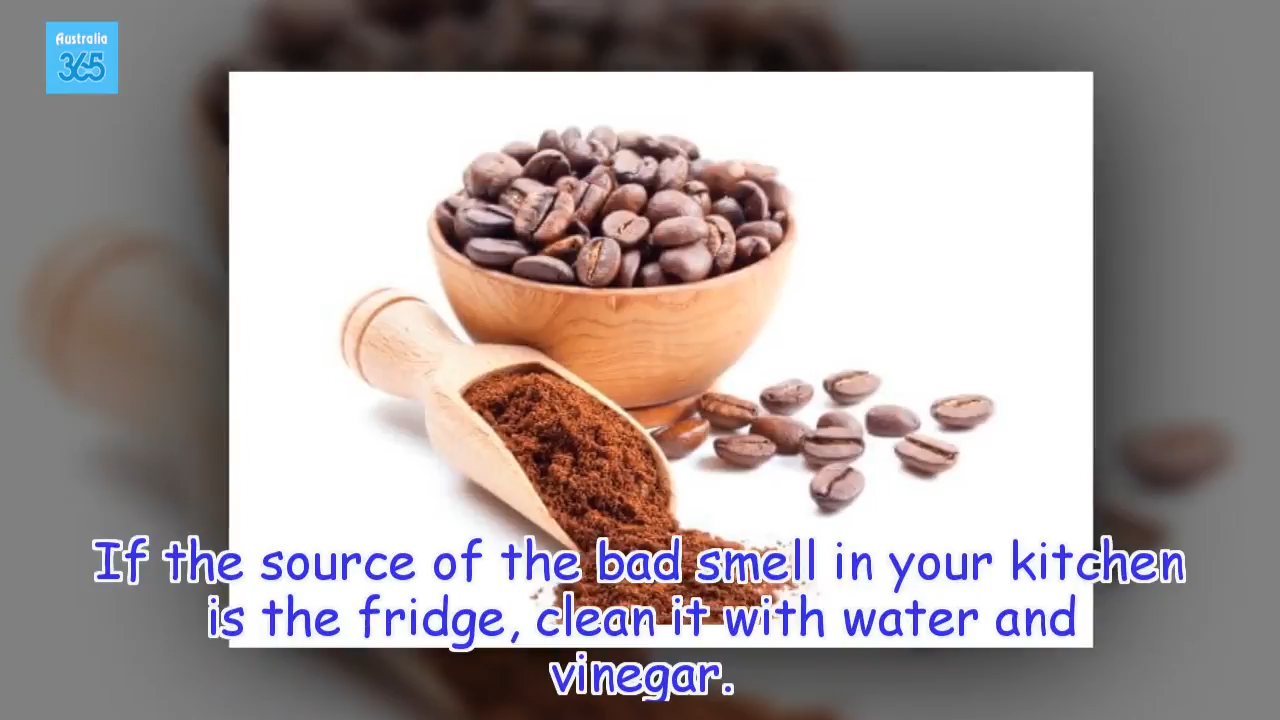 Australia
365
If the source of the bad smell in your kitchen
is the fridge, clean it with water and
vinegar.